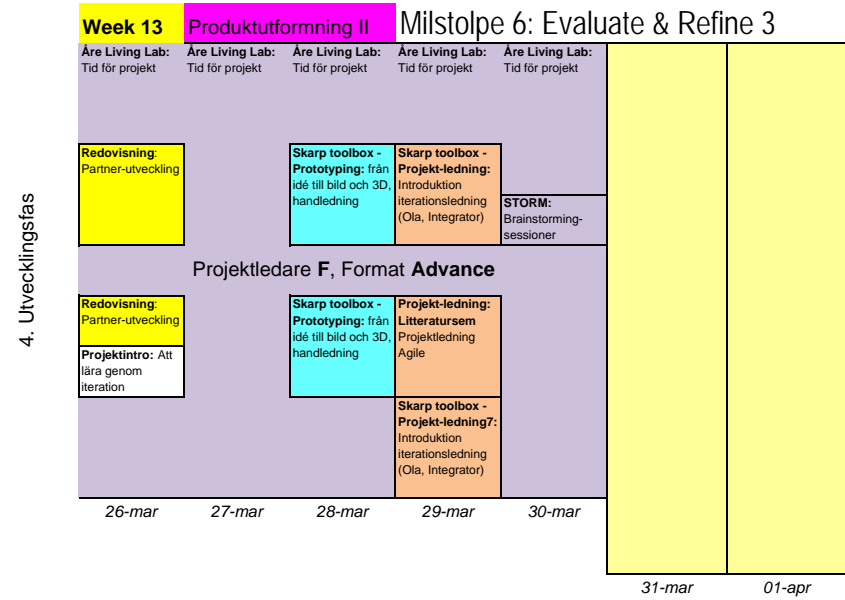 Week 13
Produktutformning II
Milstolpe 6: Evaluate & Refine 3
Åre Living Lab:
Tid för projekt
Åre Living Lab:
Tid för projekt
Åre Living Lab:
Tid för projekt
Åre Living Lab:
Tid för projekt
Åre Living Lab:
Tid för projekt
Redovisning:
Partner-utveckling
Skarp toolbox -
Prototyping: från
idé till bild och 3D,
handledning
Skarp toolbox -
Projekt-ledning:
Introduktion
iterationsledning
(Ola, Integrator)
STORM:
Brainstorming-
sessioner
4. Utvecklingsfas
Projektledare F, Format Advance
Redovisning:
Partner-utveckling
Projektintro: Att
lära genom
iteration
Skarp toolbox -
Prototyping: från
idé till bild och 3D,
handledning
Projekt-ledning:
Litteratursem
Projektledning
Agile
Skarp toolbox -
Projekt-ledning7:
Introduktion
iterationsledning
(Ola, Integrator)
26-mar
27-mar
28-mar
29-mar
30-mar
31-mar
01-apr